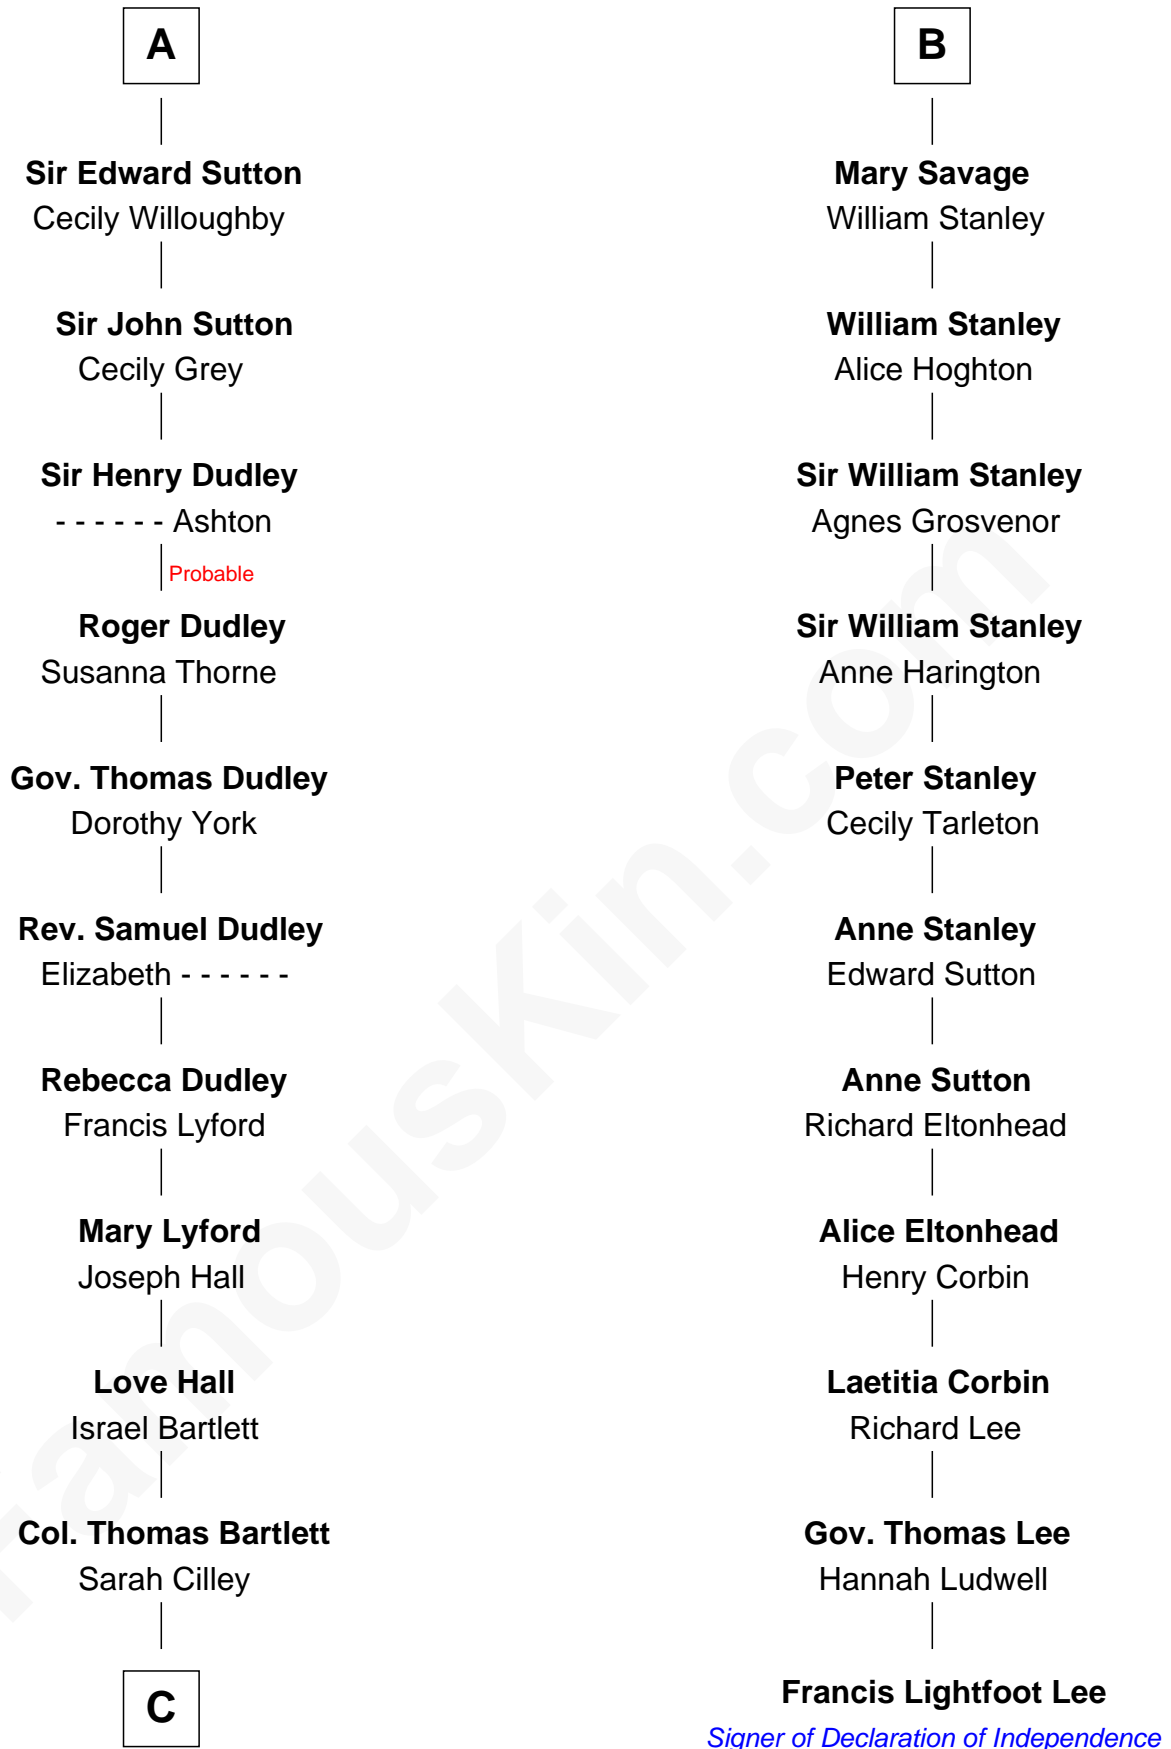 A
Sir Edward Sutton
Cecily Willoughby
Sir John Sutton
Cecily Grey
Sir Henry Dudley
- - - - - - Ashton
Probable
Roger Dudley
Susanna Thorne
Gov. Thomas Dudley
Dorothy York
Rev. Samuel Dudley
Elizabeth - - - - - -
Rebecca Dudley
Francis Lyford
Mary Lyford
Joseph Hall
Love Hall
Israel Bartlett
Col. Thomas Bartlett
Sarah Cilley
C
B
Mary Savage
William Stanley
William Stanley
Alice Hoghton
Sir William Stanley
Agnes Grosvenor
Sir William Stanley
Anne Harington
Peter Stanley
Cecily Tarleton
Anne Stanley
Edward Sutton
Anne Sutton
Richard Eltonhead
Alice Eltonhead
Henry Corbin
Laetitia Corbin
Richard Lee
Gov. Thomas Lee
Hannah Ludwell
Francis Lightfoot Lee
Signer of Declaration of Independence
FamousKin.com